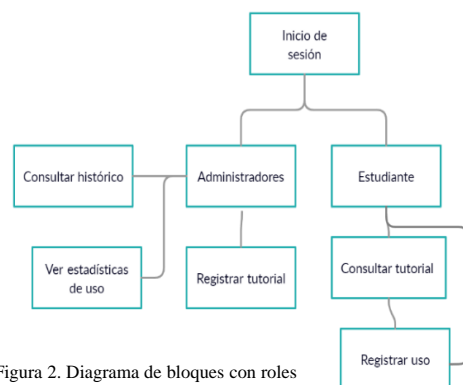 Inicio de
sesión
Consultar histórico
Administradores
Estudiante
Ver estadísticas
de uso
Registrar tutorial
Consultar tutorial
Registrar uso
Figura 2. Diagrama de bloques con roles